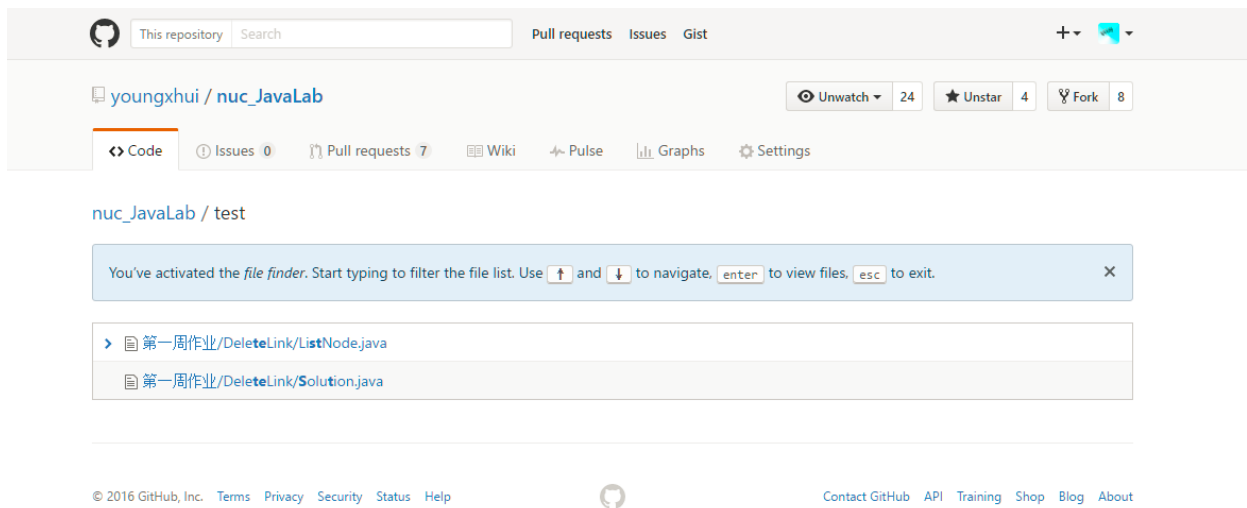 This repository Search Pull requests Issues Gist
youngxhui / nuc_JavaLab Unwatch 24 Unstar 4 Fork 8
Code Issues 0 Pull requests 7 Wiki Pulse Graphs Settings
nuc_JavaLab / test
You've activated the file finder. Start typing to filter the file list. Use ↑ and ↓ to navigate, enter to view files, esc to exit. ×
第一周作业/DeleteLink/ListNode.java
第一周作业/DeleteLink/Solution.java
© 2016 GitHub, Inc. Terms Privacy Security Status Help Contact GitHub API Training Shop Blog About